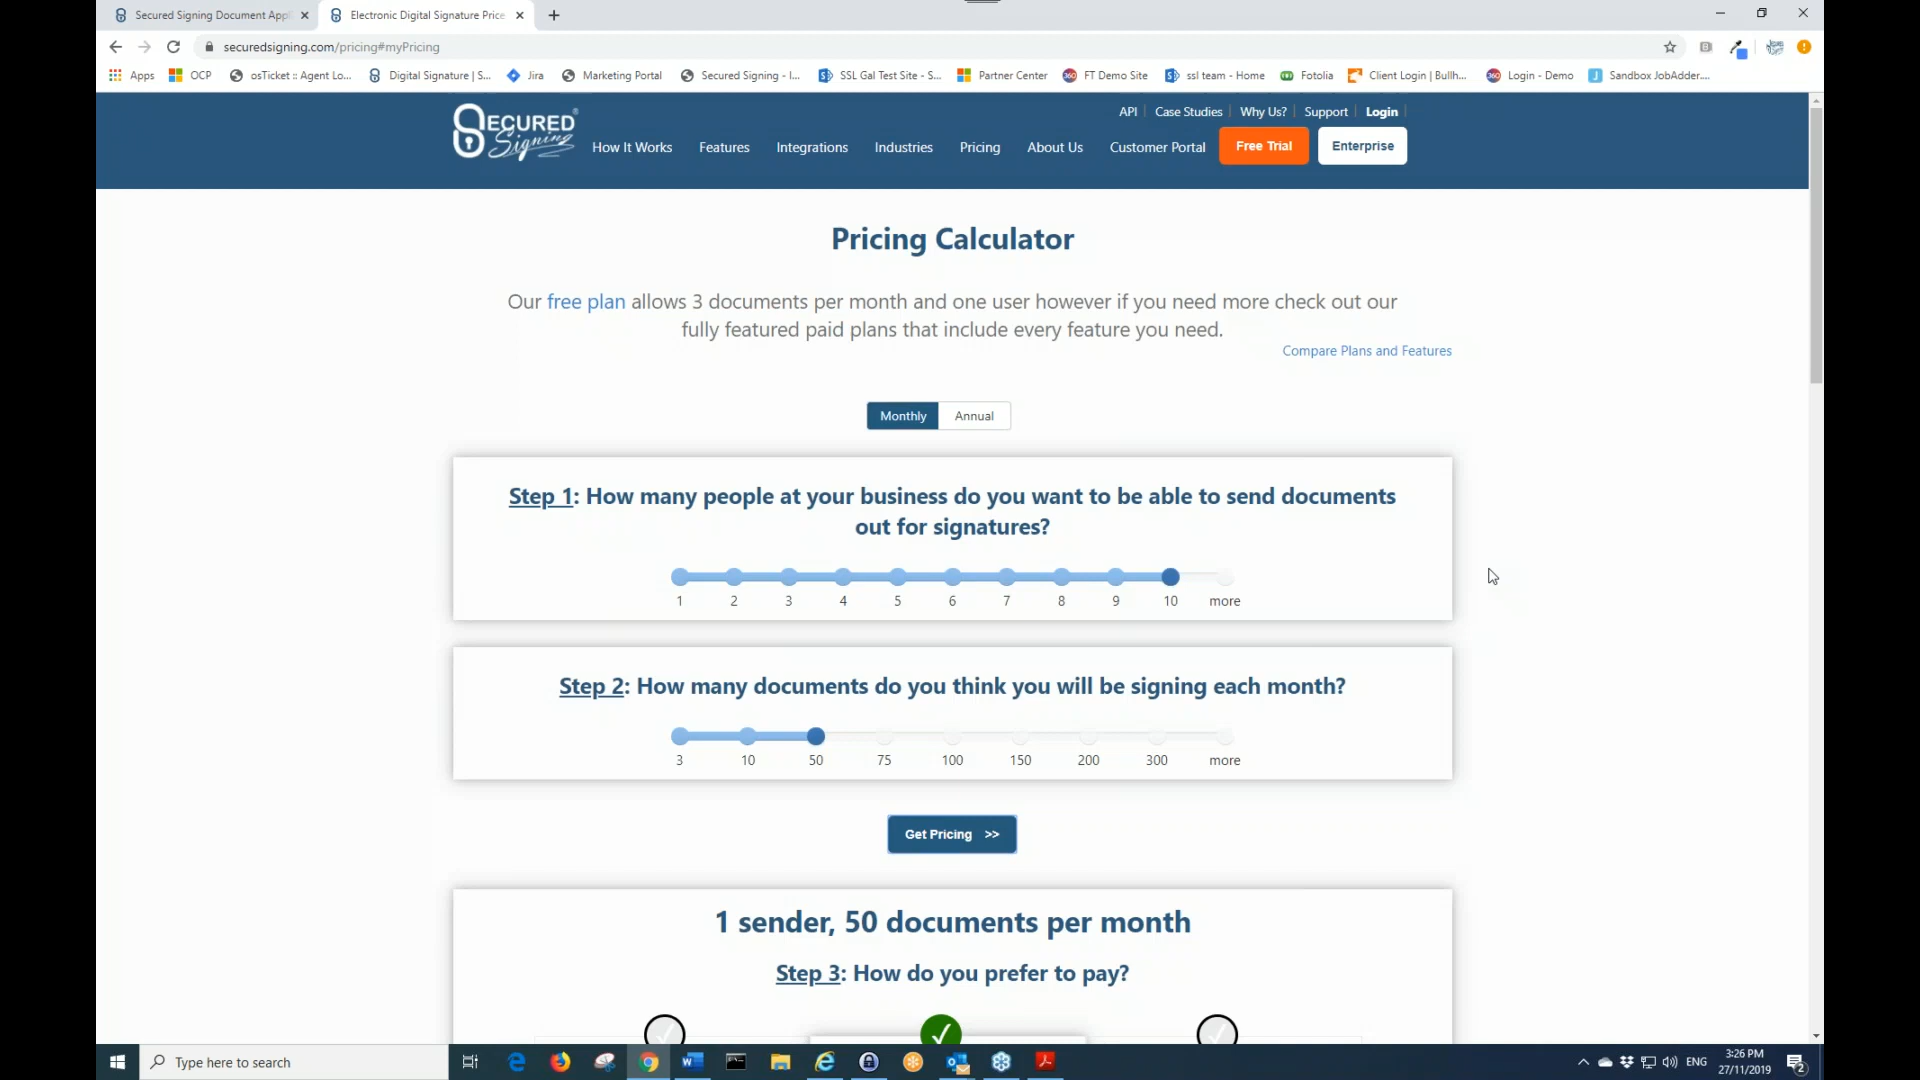 Secured Signing Document Appl
Electronic Digital Signature Price
securedsigning.com/pricing#myPricing
Apps
OCP
osTicket :: Agent Lo...
Digital Signature | S...
Jira
Marketing Portal
Secured Signing - I...
SSL Gal Test Site - S...
Partner Center
FT Demo Site
ssl team - Home
Fotolia
Client Login | Bullh...
Login - Demo
Sandbox JobAdder....
SECURED
Signing
API
Case Studies
Why Us?
Support
Login
How It Works
Features
Integrations
Industries
Pricing
About Us
Customer Portal
Free Trial
Enterprise
Pricing Calculator
Our free plan allows 3 documents per month and one user however if you need more check out our
fully featured paid plans that include every feature you need.
Compare Plans and Features
Monthly
Annual
Step 1: How many people at your business do you want to be able to send documents
out for signatures?
1 2 3 4 5 6 7 8 9 10 more
Step 2: How many documents do you think you will be signing each month?
3 10 50 75 100 150 200 300 more
Get Pricing >>
1 sender, 50 documents per month
Step 3: How do you prefer to pay?
Type here to search
ENG
3:26 PM
27/11/2019
2